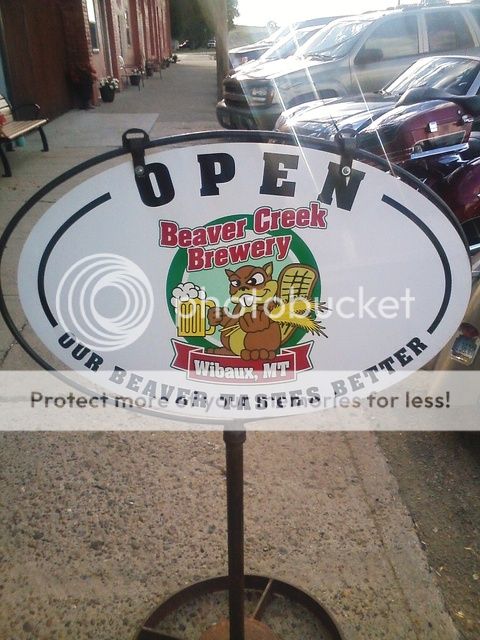 OPEN
Beaver Creek
Brewery
photobucket
Wibaux, MT
OUR BEAVER TASTES BETTER
Protect more of your memories for less!